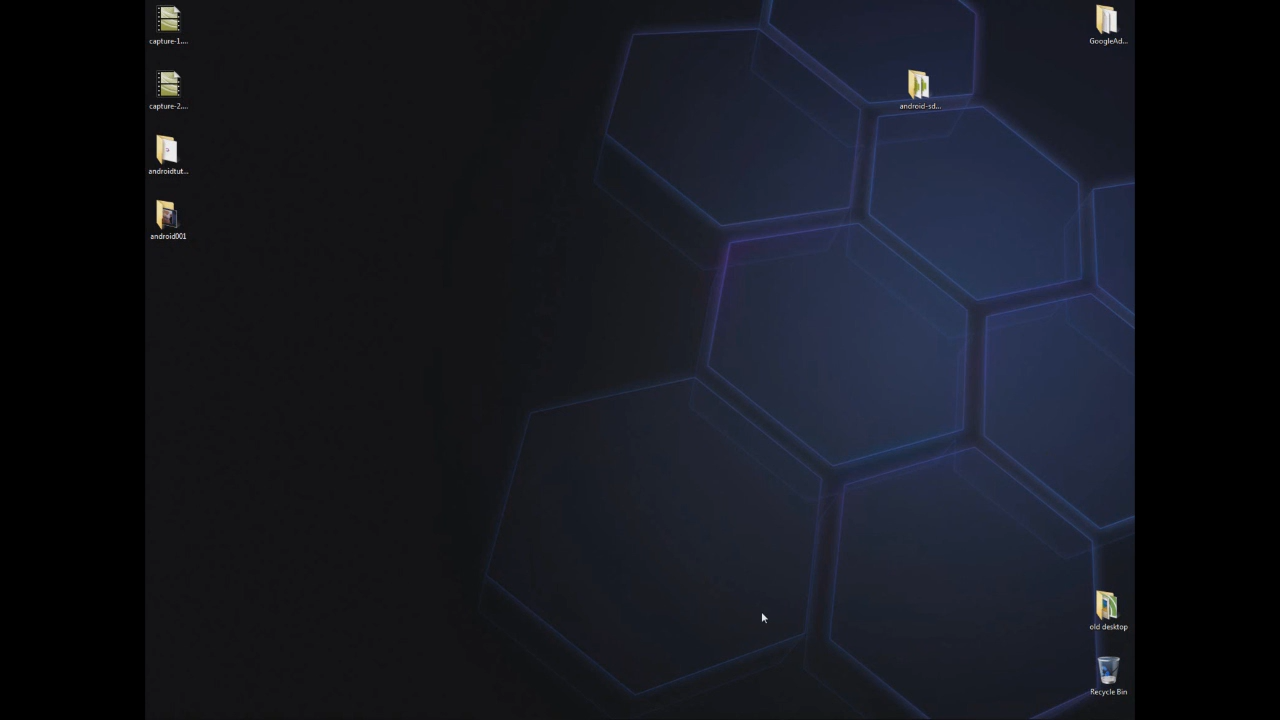 capture-1....
capture-2....
androidtut...
android001
android-sd...
GoogleAd...
old desktop
Recycle Bin